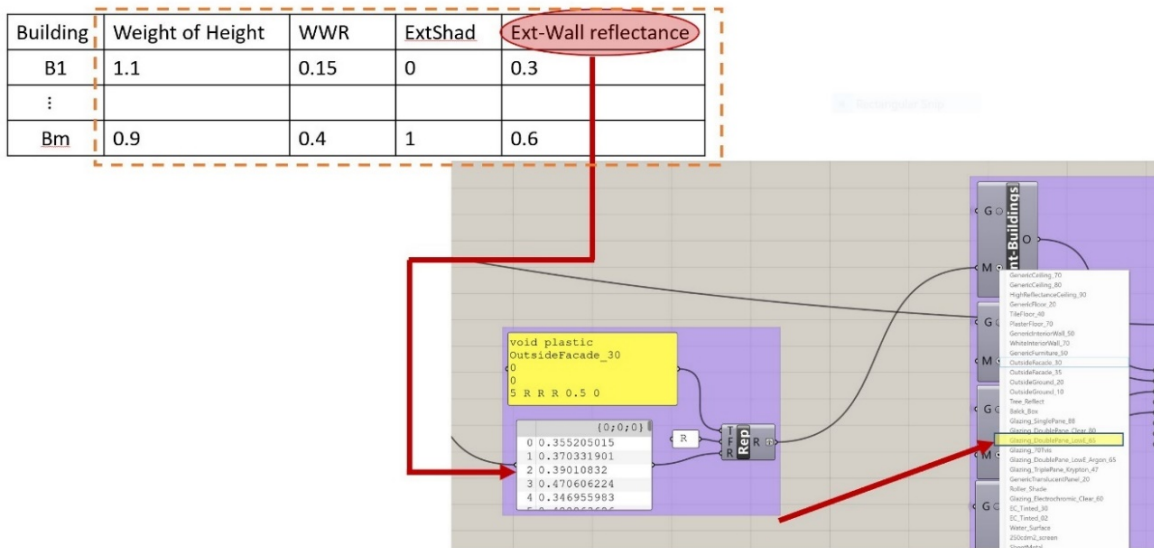 Building Weight of Height WWR ExtShad Ext-Wall reflectance
B1 1.1 0.15 0 0.3
⋮
Bm 0.9 0.4 1 0.6
nt-Buildings
G
M
O
GenericCeiling_70
GenericCeiling_80
HighReflectanceCeiling_90
GenericFloor_20
TileFloor_40
PlasterFloor_70
GenericInteriorWall_50
WhiteInteriorWall_70
GenericFurniture_50
OutsideFacade_30
OutsideFacade_35
OutsideGround_20
OutsideGround_10
Tree_Reflect
Glazing_SinglePane_88
Glazing_DoublePane_Clear_80
Glazing_DoublePane_LowE_65
Glazing_DoublePane_LowE_Argon_65
Glazing_TriplePane_Krypton_47
GenericTranslucentPanel_20
Roller_Shade
Glazing_Electrochromic_Clear_60
EC_Tinted_30
EC_Tinted_02
Water_Surface
250cdm2_screen
SheetMetal
G
M
G
M
G
void plastic
OutsideFacade_30
0
0
5 R R R 0.5 0
{0;0;0}
0 0.355205015
1 0.370331901
2 0.39010832
3 0.470606224
4 0.346955983
R
T
F
R
Rep
R